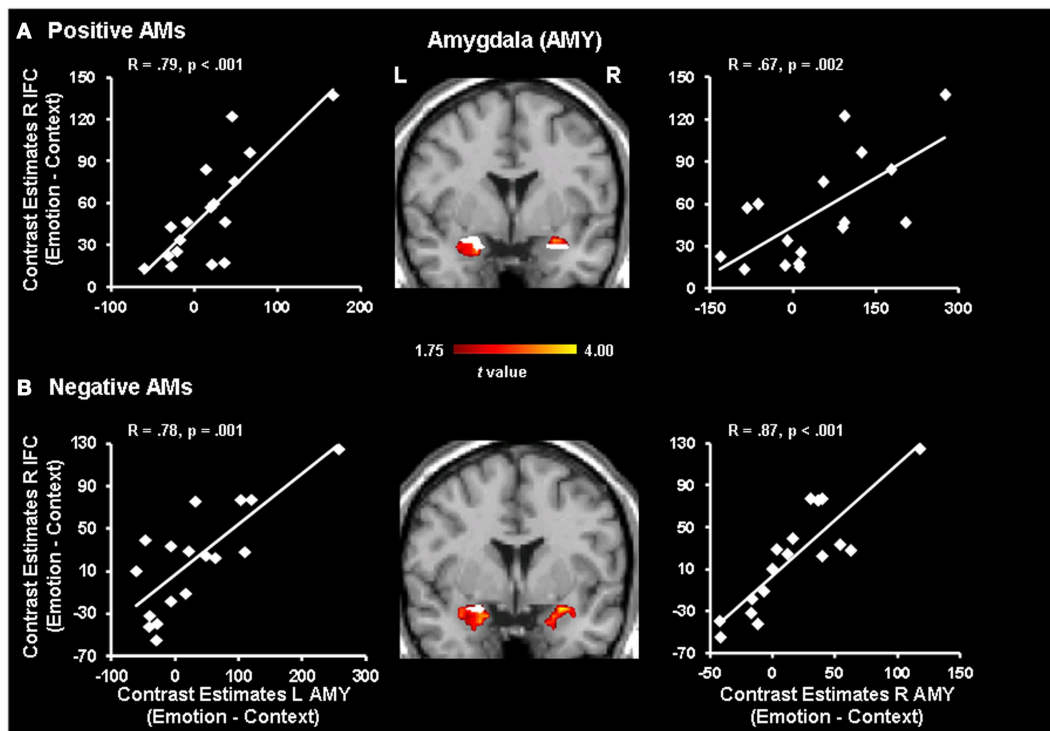 A Positive AMs
Amygdala (AMY)
R = .79, p < .001
L
R
R = .67, p = .002
Contrast Estimates R IFC
(Emotion - Context)
150
120
90
60
30
0
-100
0
100
200
150
120
90
60
30
0
-150
0
150
300
1.75
4.00
t value
B Negative AMs
R = .78, p = .001
R = .87, p < .001
Contrast Estimates R IFC
(Emotion - Context)
130
90
50
10
-30
-70
-100
0
100
200
300
Contrast Estimates L AMY
(Emotion - Context)
130
90
50
10
-30
-70
-50
0
50
100
150
Contrast Estimates R AMY
(Emotion - Context)